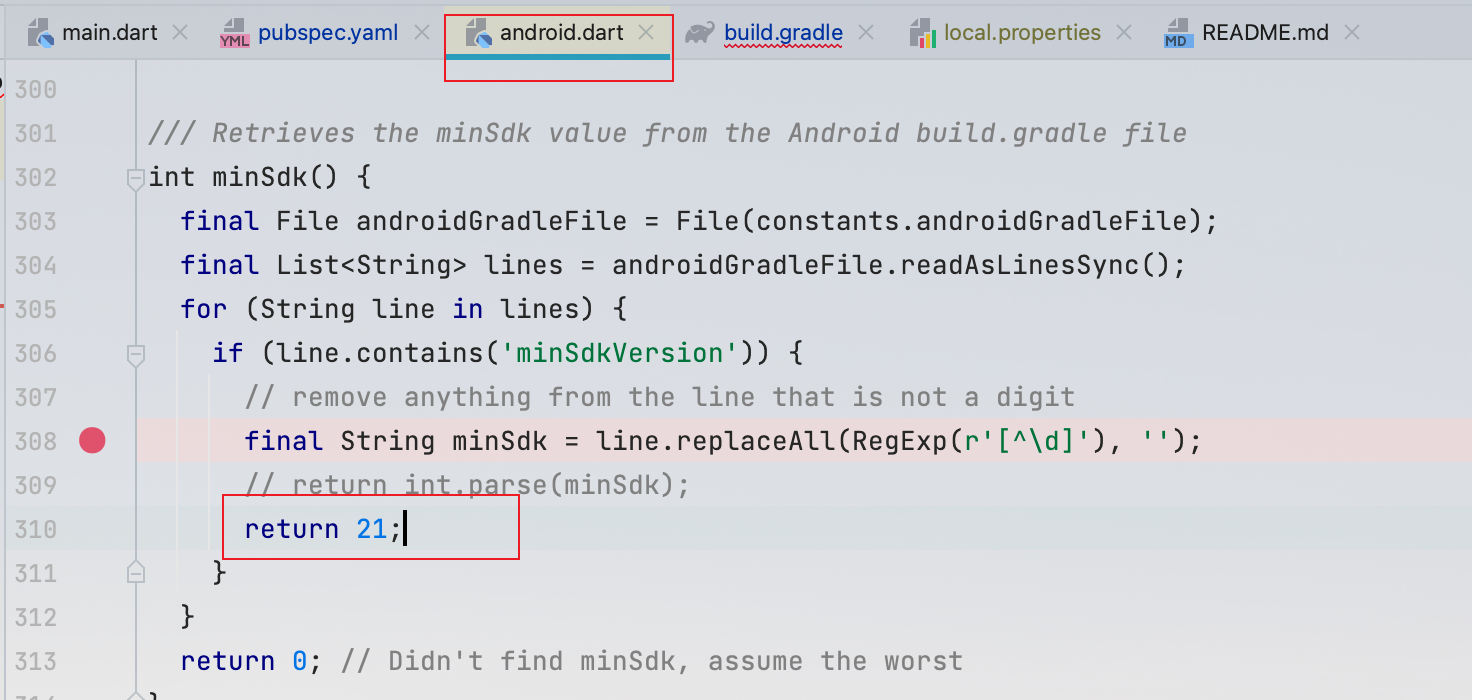 main.dart YML pubspec.yaml android.dart build.gradle local.properties MD README.md
300
301 /// Retrieves the minSdk value from the Android build.gradle file
302 int minSdk() {
303 final File androidGradleFile = File(constants.androidGradleFile);
304 final List<String> lines = androidGradleFile.readAsLinesSync();
305 for (String line in lines) {
306 if (line.contains('minSdkVersion')) {
307 // remove anything from the line that is not a digit
308 final String minSdk = line.replaceAll(RegExp(r'[^\d]'), '');
309 // return int.parse(minSdk);
310 return 21;
311 }
312 }
313 return 0; // Didn't find minSdk, assume the worst